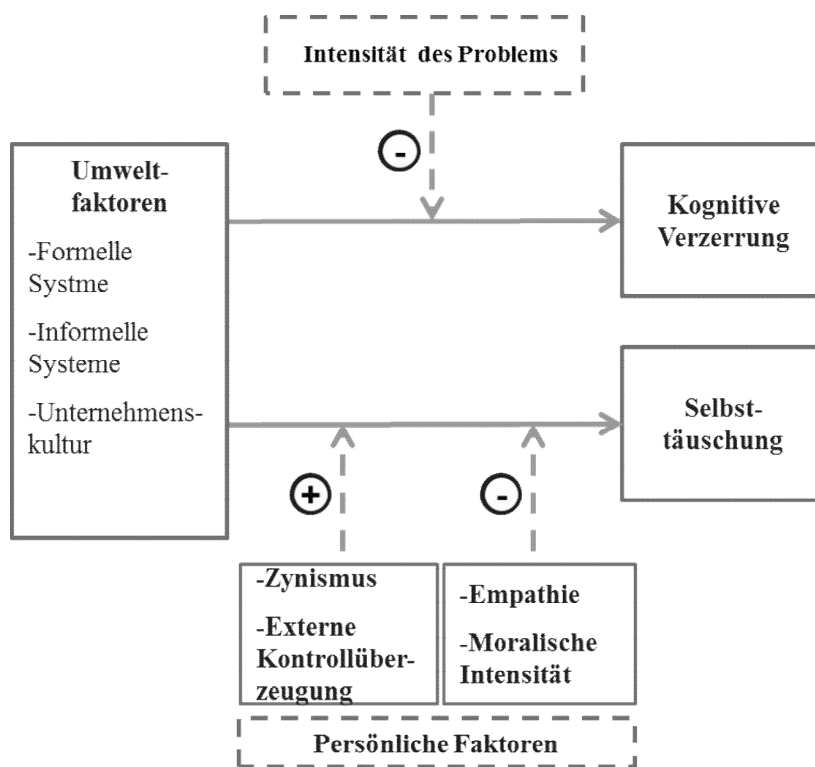 Intensität des Problems
-
Umwelt-
faktoren
-Formelle
Systme
-Informelle
Systeme
-Unternehmens-
kultur
Kognitive
Verzerrung
Selbst-
täuschung
+
-
-Zynismus
-Externe
Kontrollüber-
zeugung
-Empathie
-Moralische
Intensität
Persönliche Faktoren